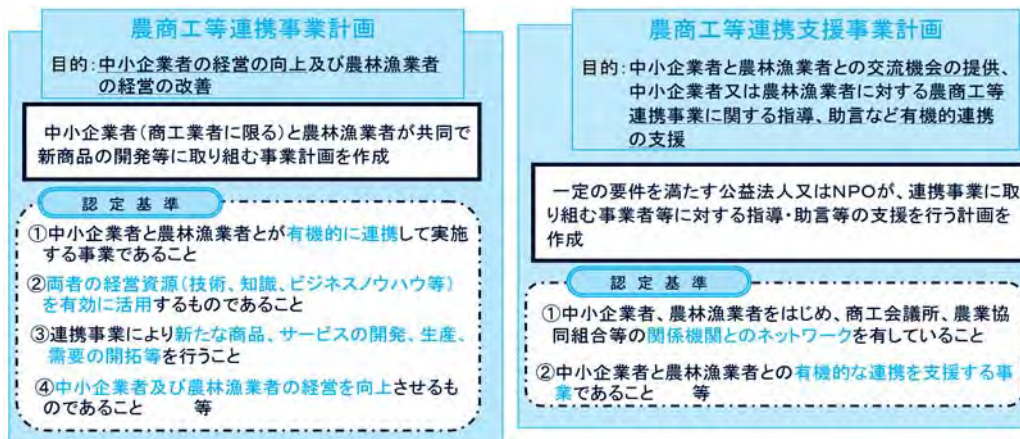 農商工等連携事業計画
目的：中小企業者の経営の向上及び農林漁業者
の経営の改善
中小企業者（商工業者に限る）と農林漁業者が共同で
新商品の開発等に取り組む事業計画を作成
認定基準
①中小企業者と農林漁業者とが有機的に連携して実施
する事業であること
②両者の経営資源（技術、知識、ビジネスノウハウ等）
を有効に活用するものであること
③連携事業により新たな商品、サービスの開発、生産、
需要の開拓等を行うこと
④中小企業者及び農林漁業者の経営を向上させるも
のであること　　等
農商工等連携支援事業計画
目的：中小企業者と農林漁業者との交流機会の提供、
中小企業者又は農林漁業者に対する農商工等
連携事業に関する指導、助言など有機的連携
の支援
一定の要件を満たす公益法人又はNPOが、連携事業に取
り組む事業者等に対する指導・助言等の支援を行う計画を
作成
認定基準
①中小企業者、農林漁業者をはじめ、商工会議所、農業協
同組合等の関係機関とのネットワークを有していること
②中小企業者と農林漁業者との有機的な連携を支援する事
業であること　　等